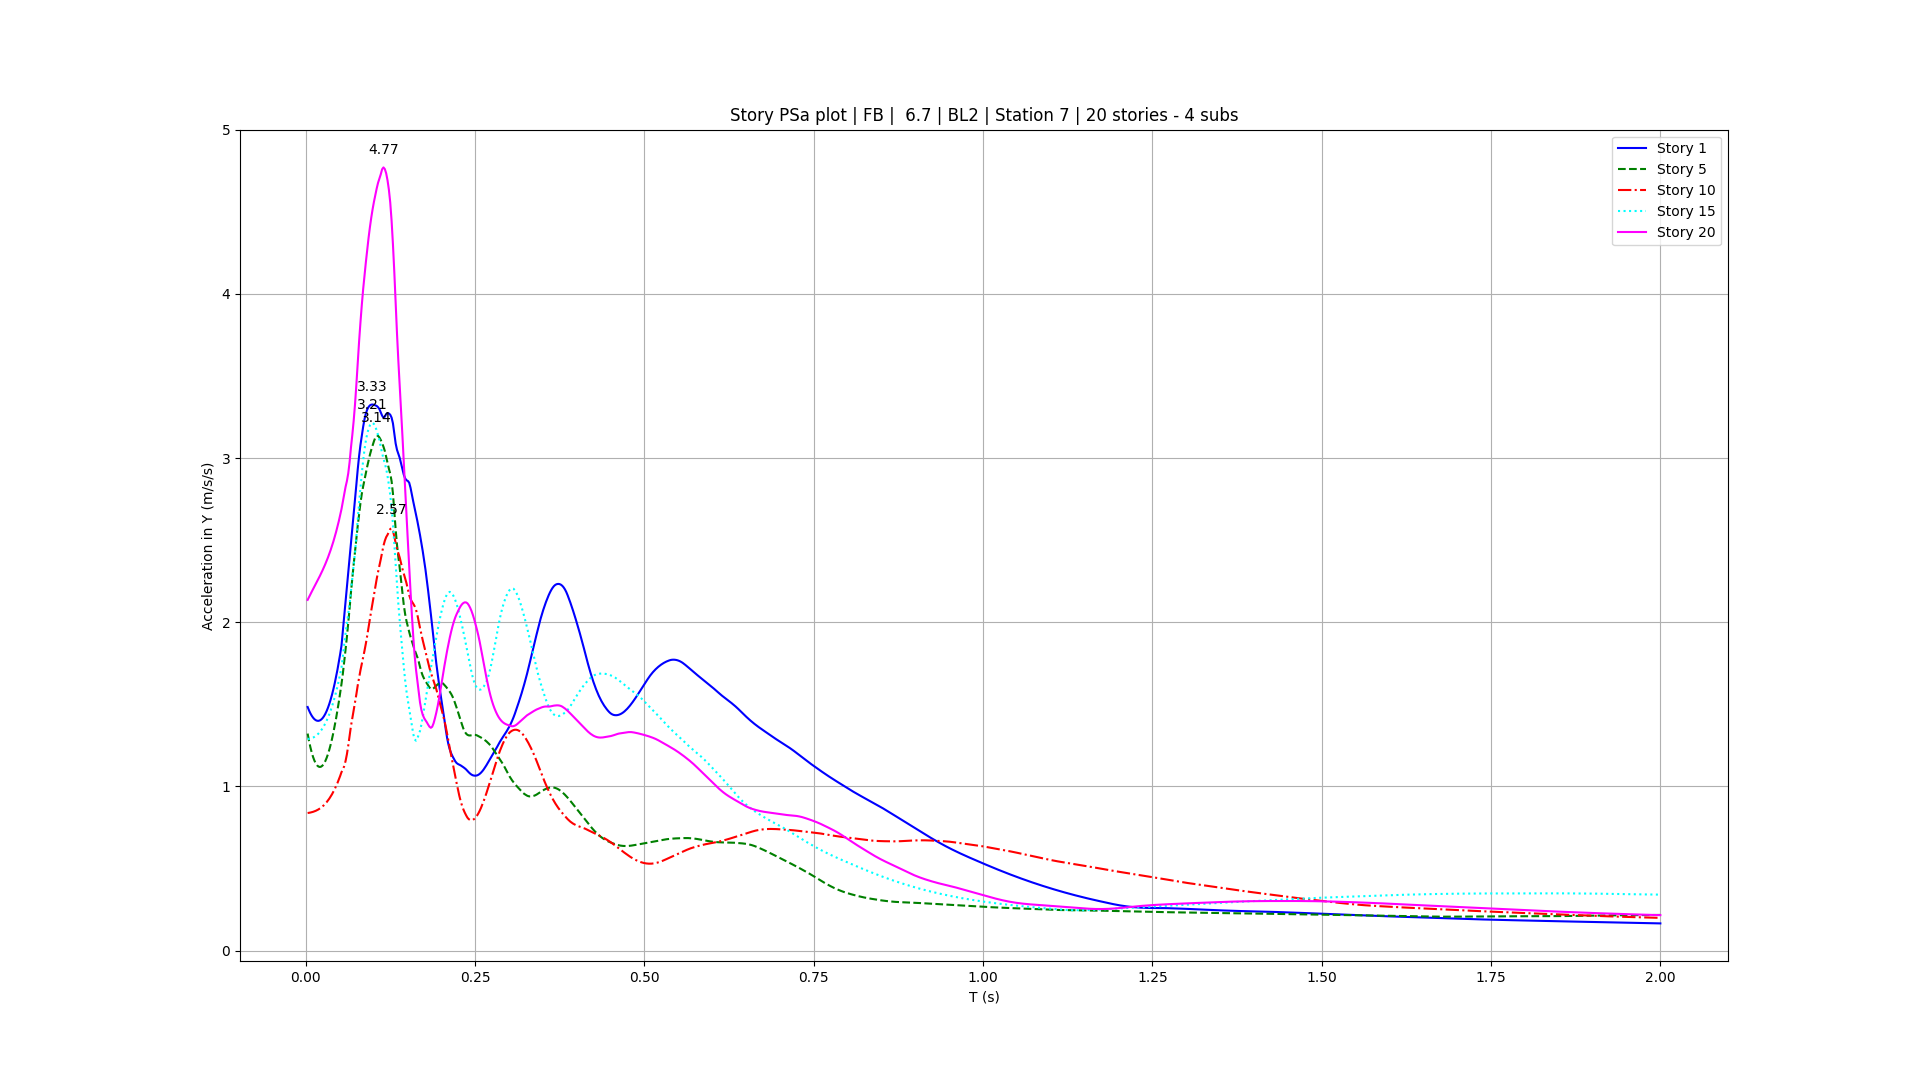 Story PSa plot | FB |  6.7 | BL2 | Station 7 | 20 stories - 4 subs
5
4
3
2
1
0
Acceleration in Y (m/s/s)
4.77
3.33
3.21
3.14
2.57
Story 1
Story 5
Story 10
Story 15
Story 20
0.00 0.25 0.50 0.75 1.00 1.25 1.50 1.75 2.00
T (s)